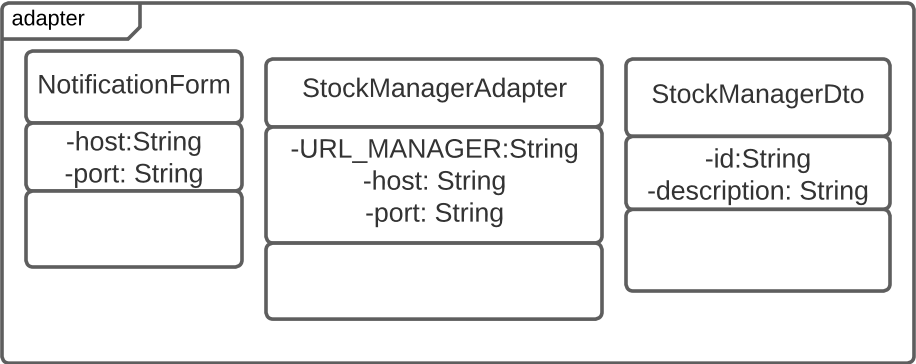 adapter
NotificationForm
-host:String
-port: String
StockManagerAdapter
-URL_MANAGER:String
-host: String
-port: String
StockManagerDto
-id:String
-description: String